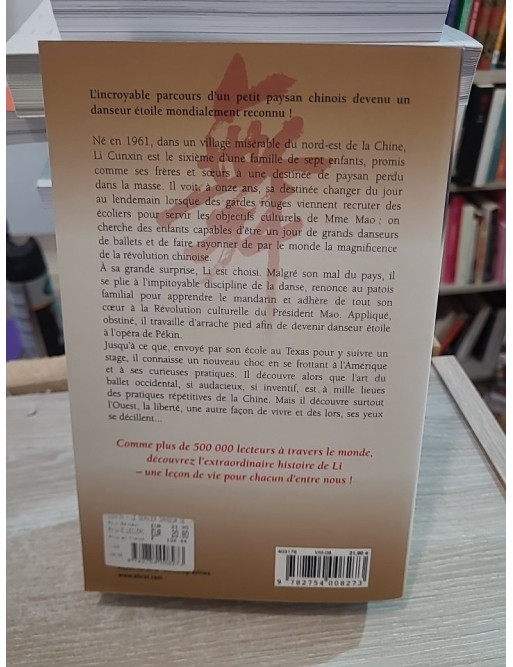 L'incroyable parcours d'un petit paysan chinois devenu un
danseur étoile mondialement reconnu !
Né en 1961, dans un village misérable du nord-est de la Chine,
Li Cunxin est le sixième d'une famille de sept enfants, promis
comme ses frères et sœurs à une destinée de paysan perdu
dans la masse. Il voit, à onze ans, sa destinée changer du jour
au lendemain lorsque des gardes rouges viennent recruter des
écoliers pour servir les objectifs culturels de Mme Mao : on
cherche des enfants capables d'être un jour de grands danseurs
de ballets et de faire rayonner de par le monde la magnificence
de la révolution chinoise.
À sa grande surprise, Li est choisi. Malgré son mal du pays, il
se plie à l'impitoyable discipline de la danse, renonce au patois
familial pour apprendre le mandarin et adhère de tout son
cœur à la Révolution culturelle du Président Mao. Appliqué,
obstiné, il travaille d'arrache pied afin de devenir danseur étoile
à l'opéra de Pékin.
Jusqu'à ce que, envoyé par son école au Texas pour y suivre un
stage, il connaisse un nouveau choc en se frottant à l'Amérique
et à ses curieuses pratiques. Il découvre alors que l'art du
ballet occidental, si audacieux, si inventif, est à mille lieues
des pratiques répétitives de la Chine. Mais il découvre surtout
l'Ouest, la liberté, une autre façon de vivre et dès lors, ses yeux
se décillent...
Comme plus de 500 000 lecteurs à travers le monde,
découvrez l'extraordinaire histoire de Li
– une leçon de vie pour chacun d'entre nous !
EUR 20.80
9 782754 008273